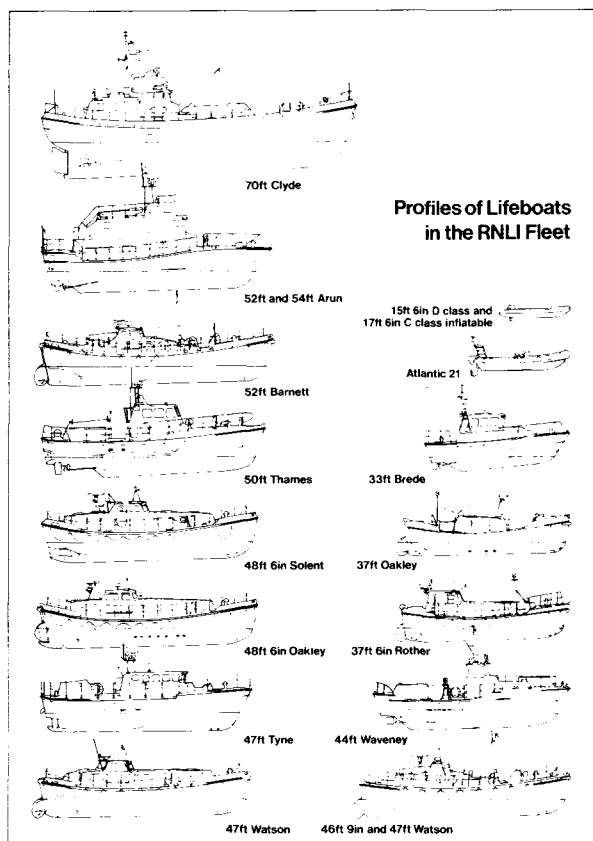 70ft Clyde
Profiles of Lifeboats
in the RNLI Fleet
52ft and 54ft Arun
15ft 6in D class and
17ft 6in C class inflatable
Atlantic 21
52ft Barnett
50ft Thames
33ft Brede
48ft 6in Solent
37ft Oakley
48ft 6in Oakley
37ft 6in Rother
47ft Tyne
44ft Waveney
47ft Watson
46ft 9in and 47ft Watson